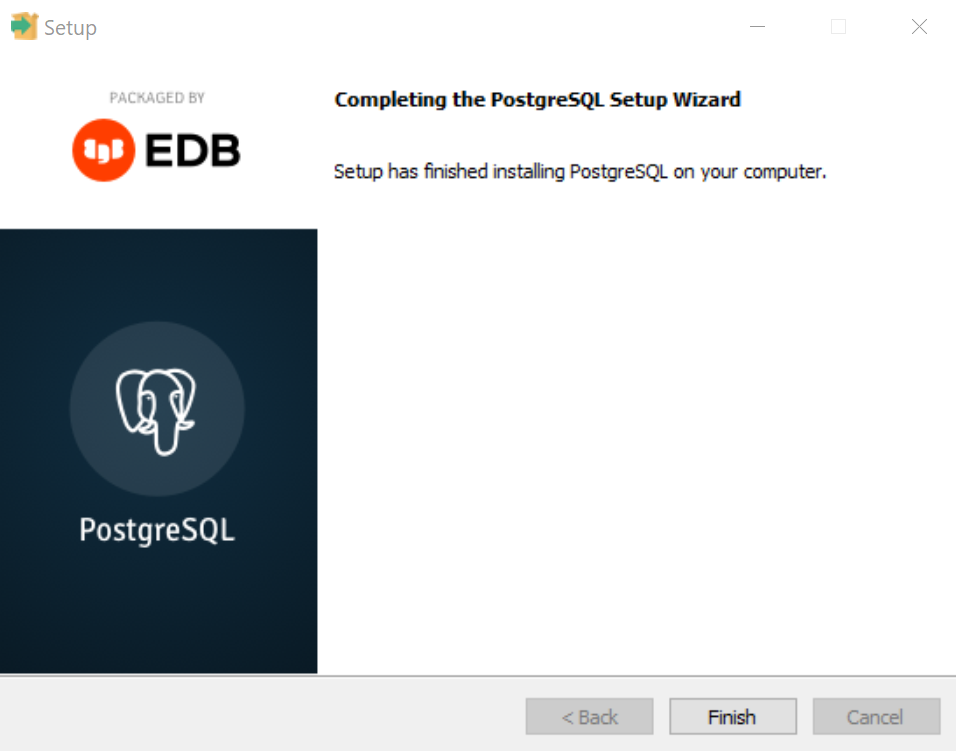 Setup
PACKAGED BY
EDB
Completing the PostgreSQL Setup Wizard
Setup has finished installing PostgreSQL on your computer.
PostgreSQL
< Back
Finish
Cancel